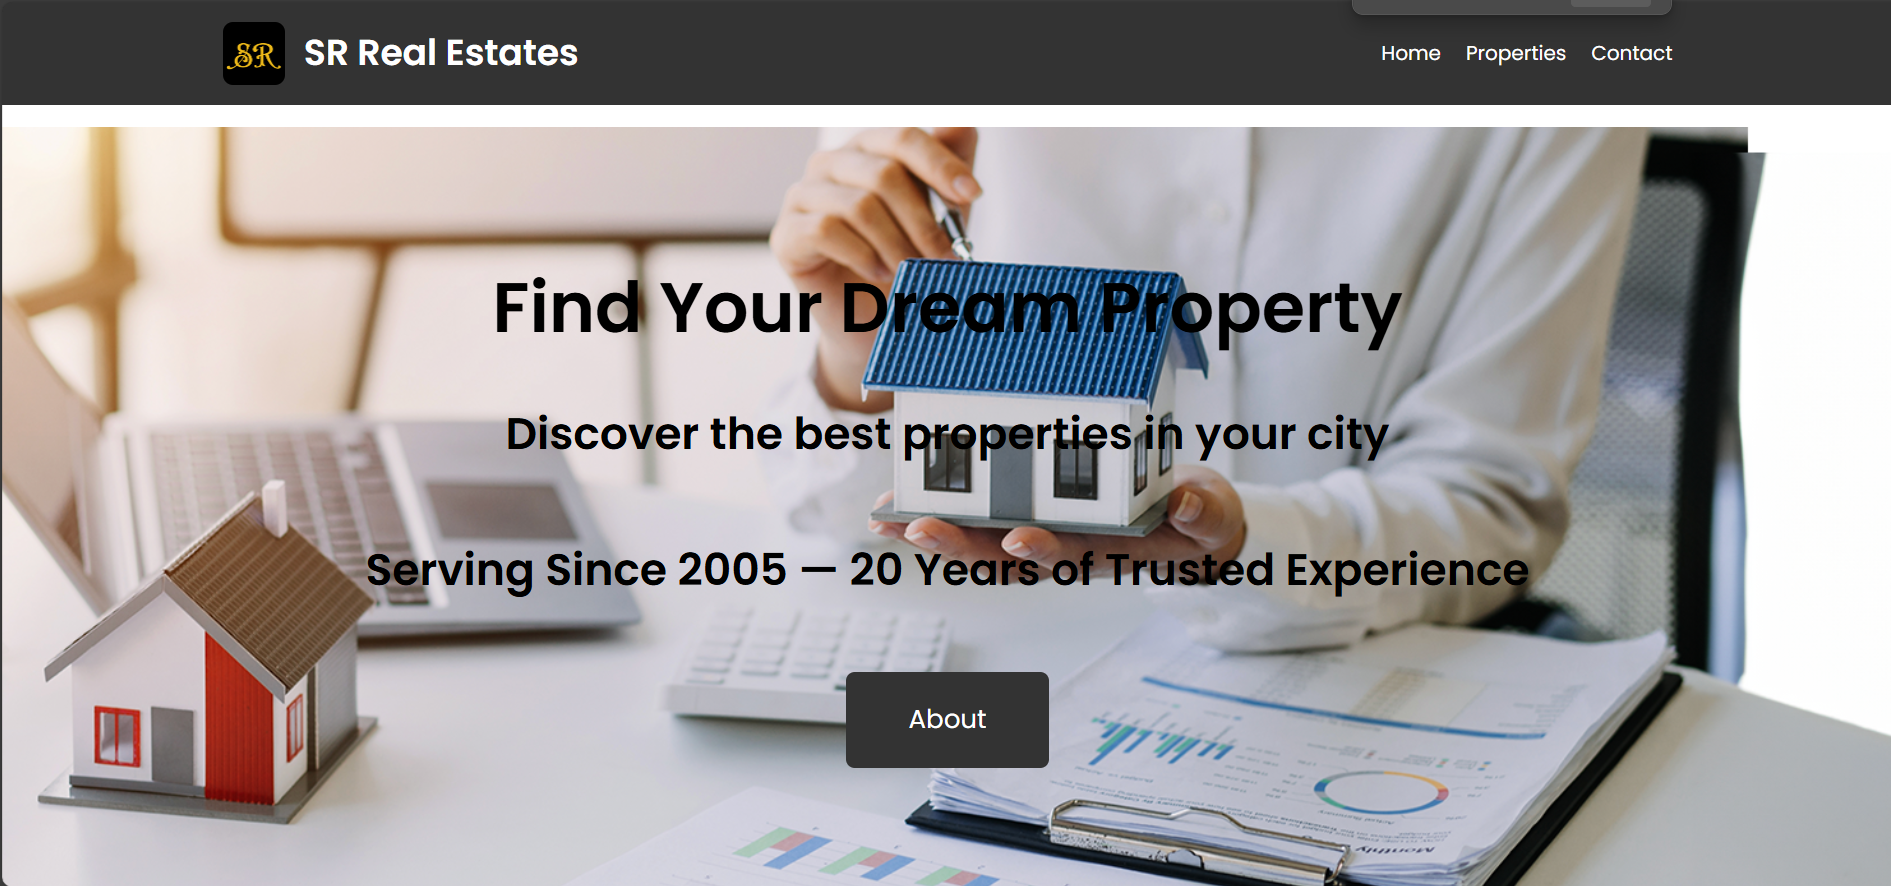 SR
SR Real Estates
Home
Properties
Contact
Find Your Dream Property
Discover the best properties in your city
Serving Since 2005 — 20 Years of Trusted Experience
About
Monthly